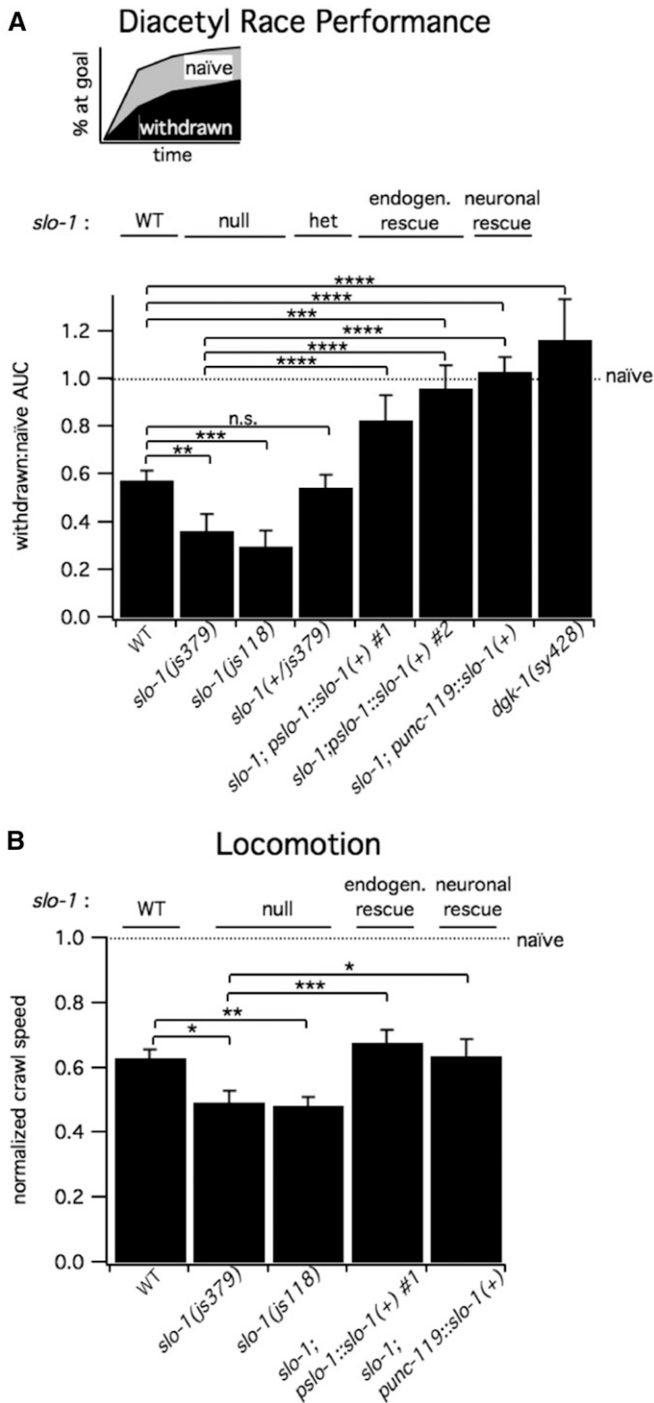 A
Diacetyl Race Performance
% at goal
naïve
withdrawn
time
slo-1 :
WT
null
het
endogen.
rescue
neuronal
rescue
****
****
***
****
****
****
n.s.
***
**
withdrawn:naïve AUC
1.2
1.0
0.8
0.6
0.4
0.2
0.0
naïve
WT
slo-1(js379)
slo-1(js118)
slo-1(+/js379)
slo-1; pslo-1::slo-1(+) #1
slo-1;pslo-1::slo-1(+) #2
slo-1; punc-119::slo-1(+)
dgk-1(sy428)
B
Locomotion
slo-1 :
WT
null
endogen.
rescue
neuronal
rescue
naïve
*
***
**
*
normalized crawl speed
1.0
0.8
0.6
0.4
0.2
0.0
WT
slo-1(js379)
slo-1(js118)
slo-1;
pslo-1::slo-1(+) #1
slo-1;
punc-119::slo-1(+)